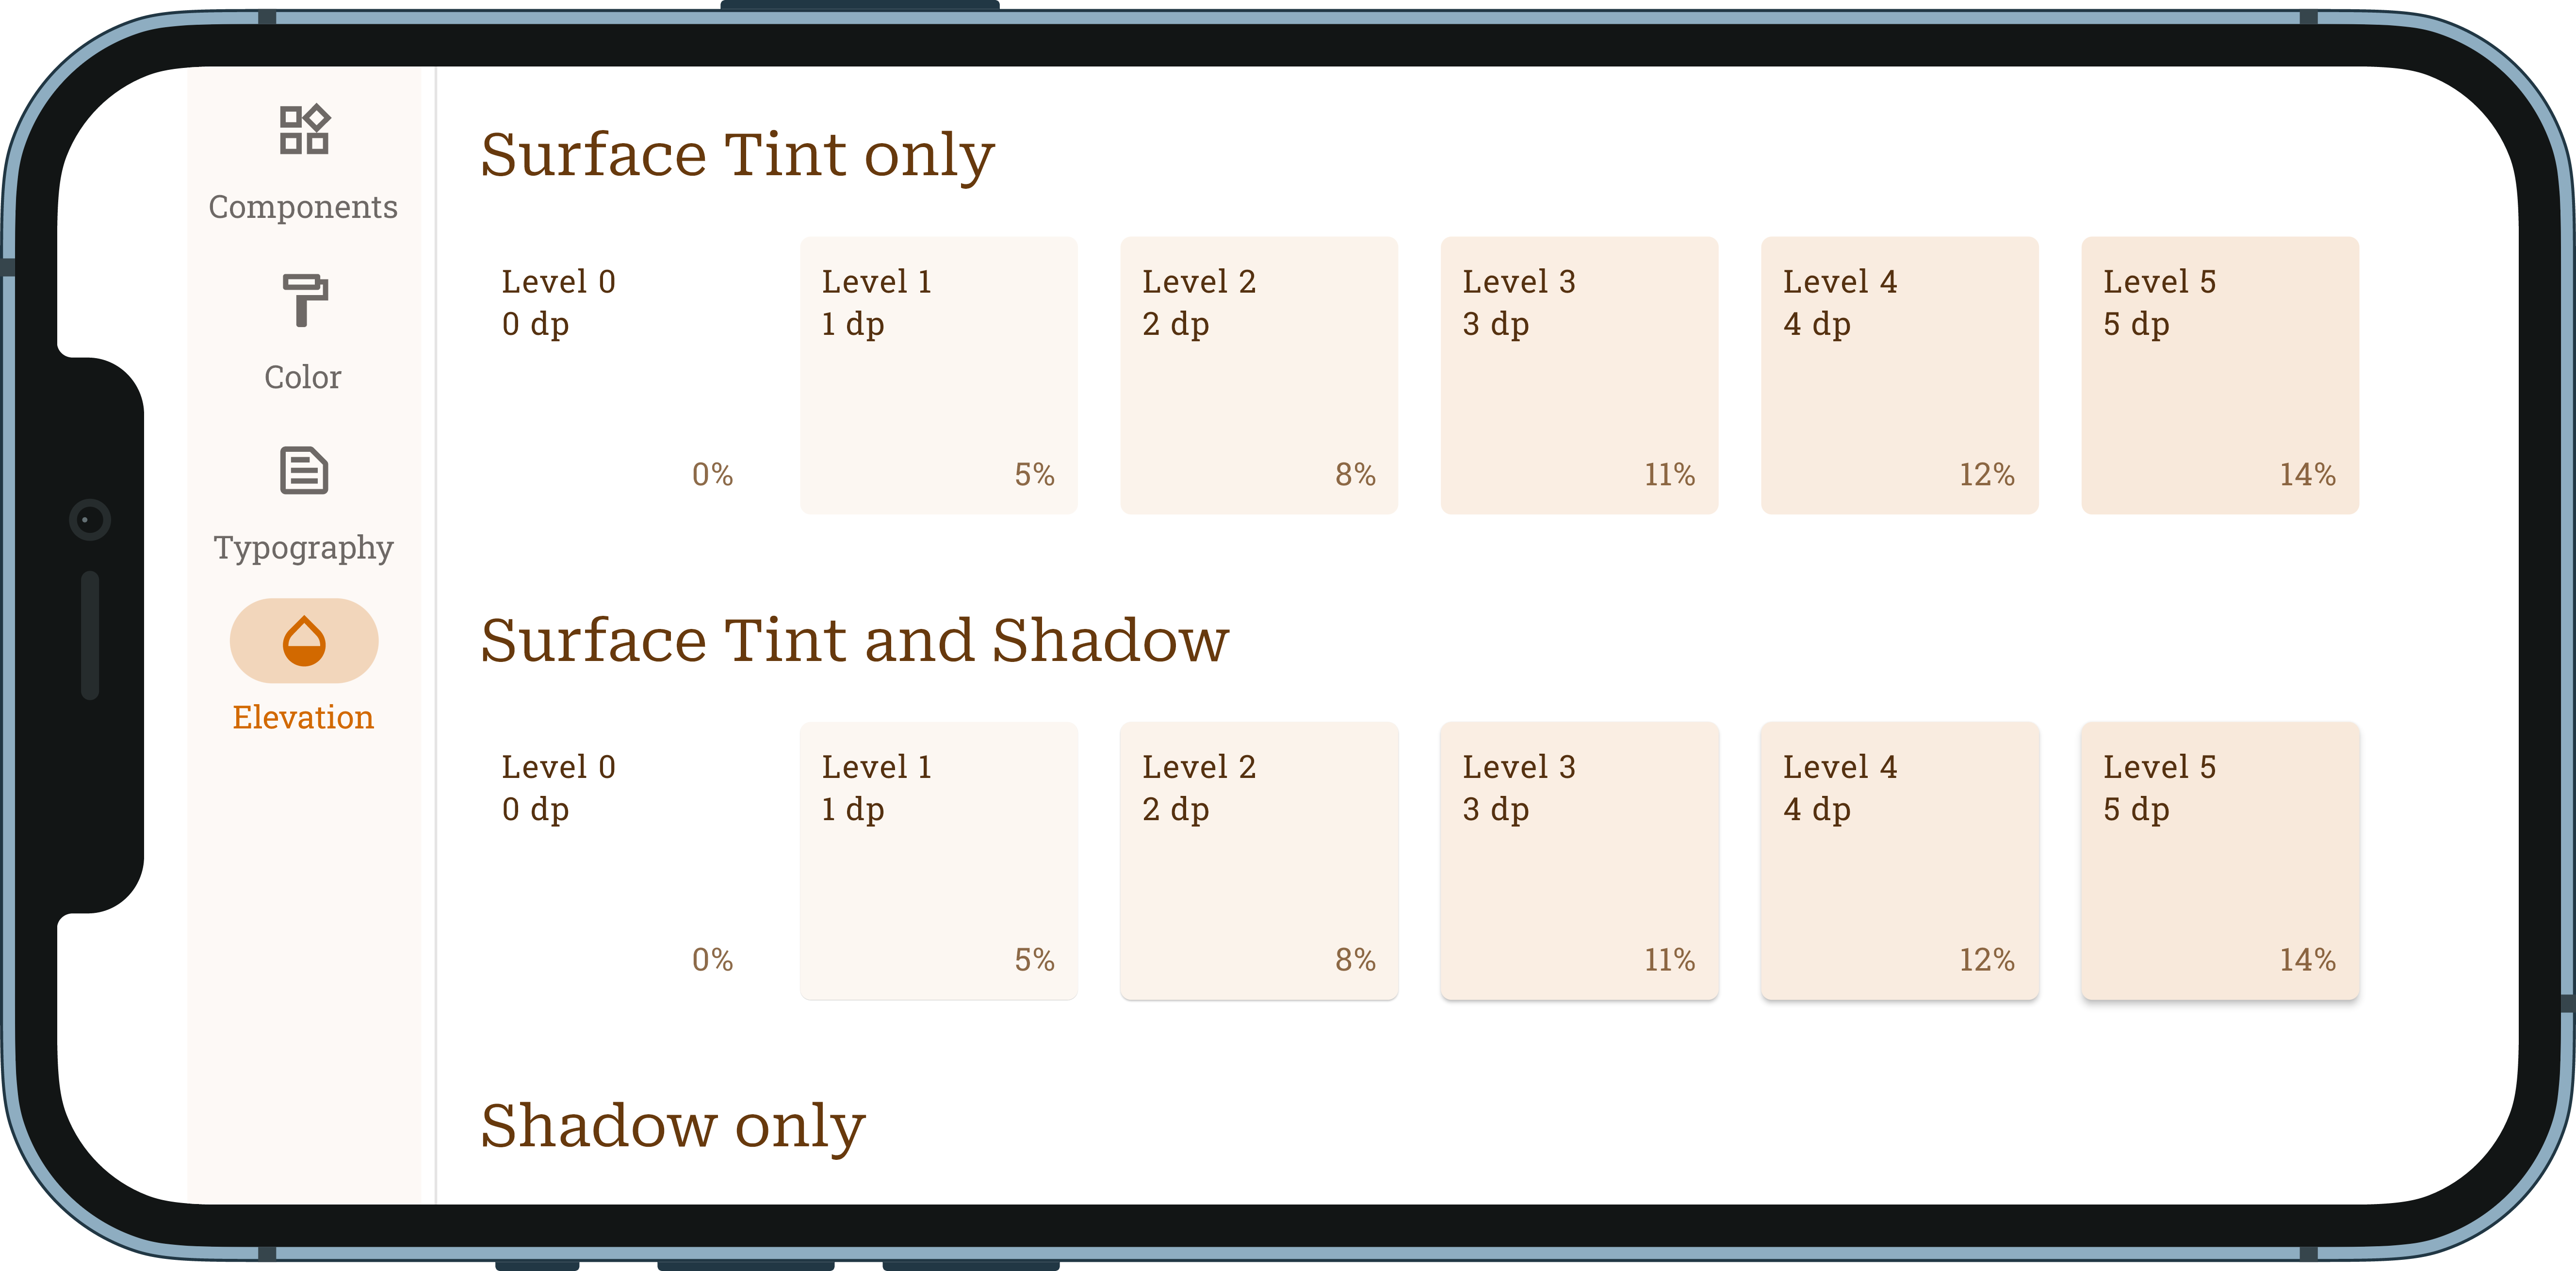 Components
Color
Typography
Elevation
Surface Tint only
Level 0
0 dp
0%
Level 1
1 dp
5%
Level 2
2 dp
8%
Level 3
3 dp
11%
Level 4
4 dp
12%
Level 5
5 dp
14%
Surface Tint and Shadow
Level 0
0 dp
0%
Level 1
1 dp
5%
Level 2
2 dp
8%
Level 3
3 dp
11%
Level 4
4 dp
12%
Level 5
5 dp
14%
Shadow only